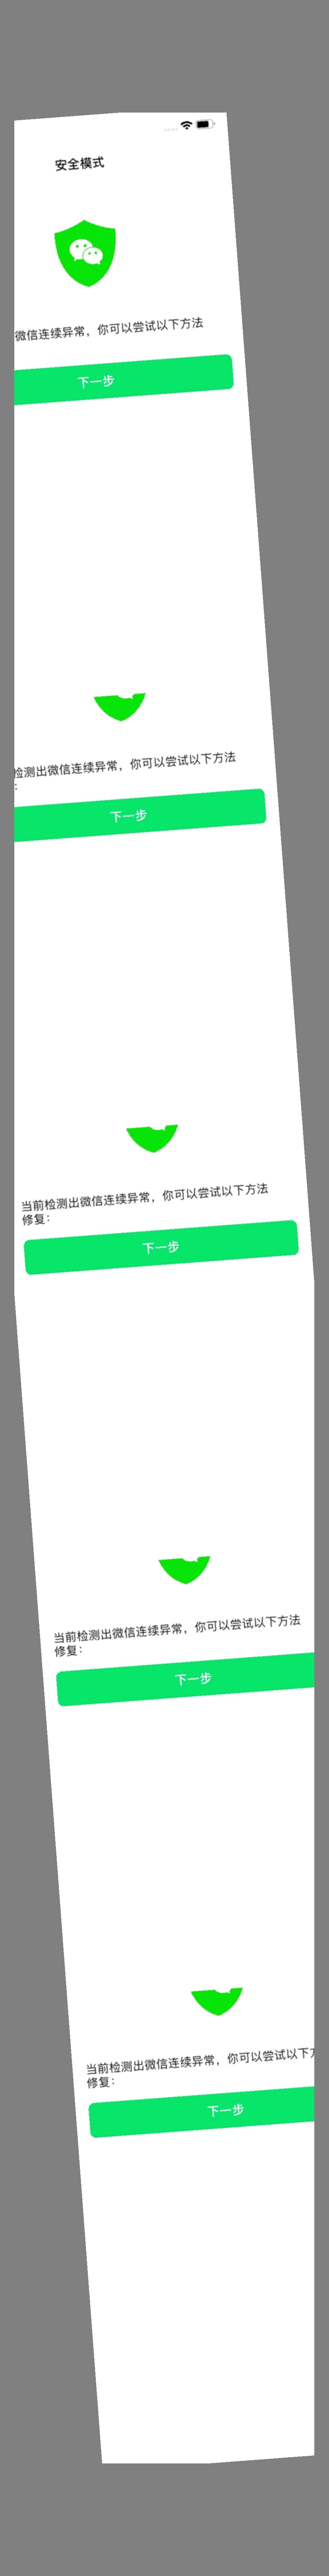 安全模式
微信连续异常，你可以尝试以下方法
下一步
检测出微信连续异常，你可以尝试以下方法
：
下一步
当前检测出微信连续异常，你可以尝试以下方法
修复：
下一步
当前检测出微信连续异常，你可以尝试以下方法
修复：
下一步
当前检测出微信连续异常，你可以尝试以下
修复：
下一步